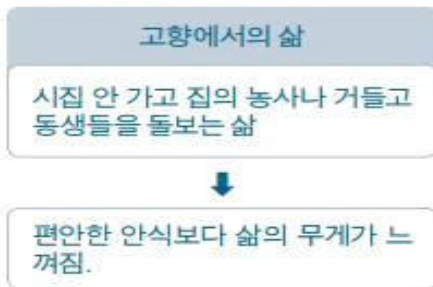 고향에서의 삶
시집 안 가고 집의 농사나 거들고
동생들을 돌보는 삶
편안한 안식보다 삶의 무게가 느
껴짐.